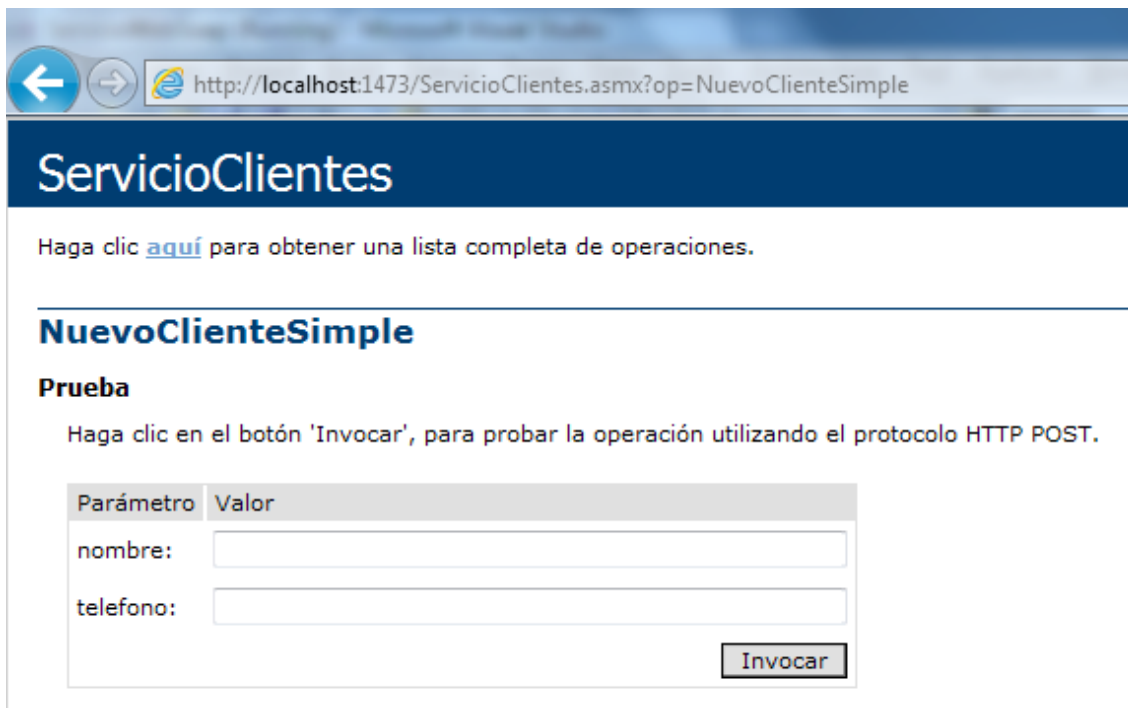 http://localhost:1473/ServicioClientes.asmx?op=NuevoClienteSimple
ServicioClientes
Haga clic aquí para obtener una lista completa de operaciones.
NuevoClienteSimple
Prueba
Haga clic en el botón 'Invocar', para probar la operación utilizando el protocolo HTTP POST.
Parámetro Valor
nombre:
telefono:
Invocar